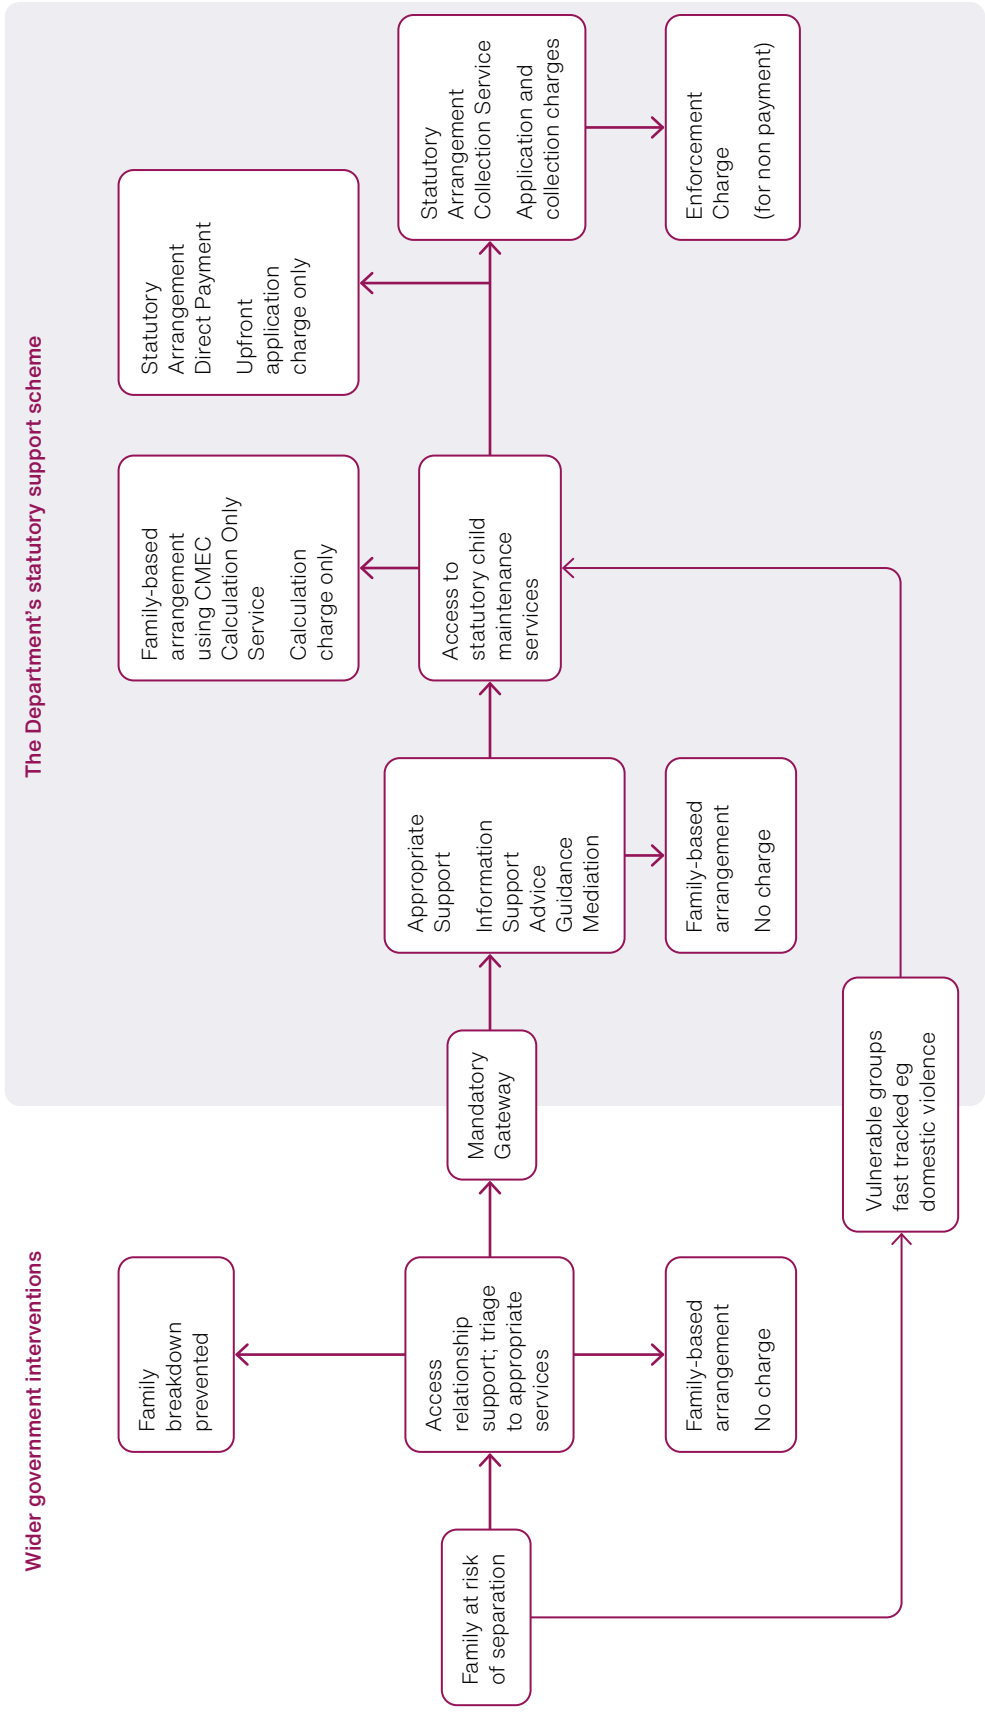 Wider government interventions
The Department's statutory support scheme
Family at risk
of separation
Family
breakdown
prevented
Access
relationship
support; triage
to appropriate
services
Family-based
arrangement
No charge
Mandatory
Gateway
Vulnerable groups
fast tracked eg
domestic violence
Appropriate
Support
Information
Support
Advice
Guidance
Mediation
Family-based
arrangement
No charge
Family-based
arrangement
using CMEC
Calculation Only
Service
Calculation
charge only
Access to
statutory child
maintenance
services
Statutory
Arrangement
Direct Payment
Upfront
application
charge only
Statutory
Arrangement
Collection Service
Application and
collection charges
Enforcement
Charge
(for non payment)